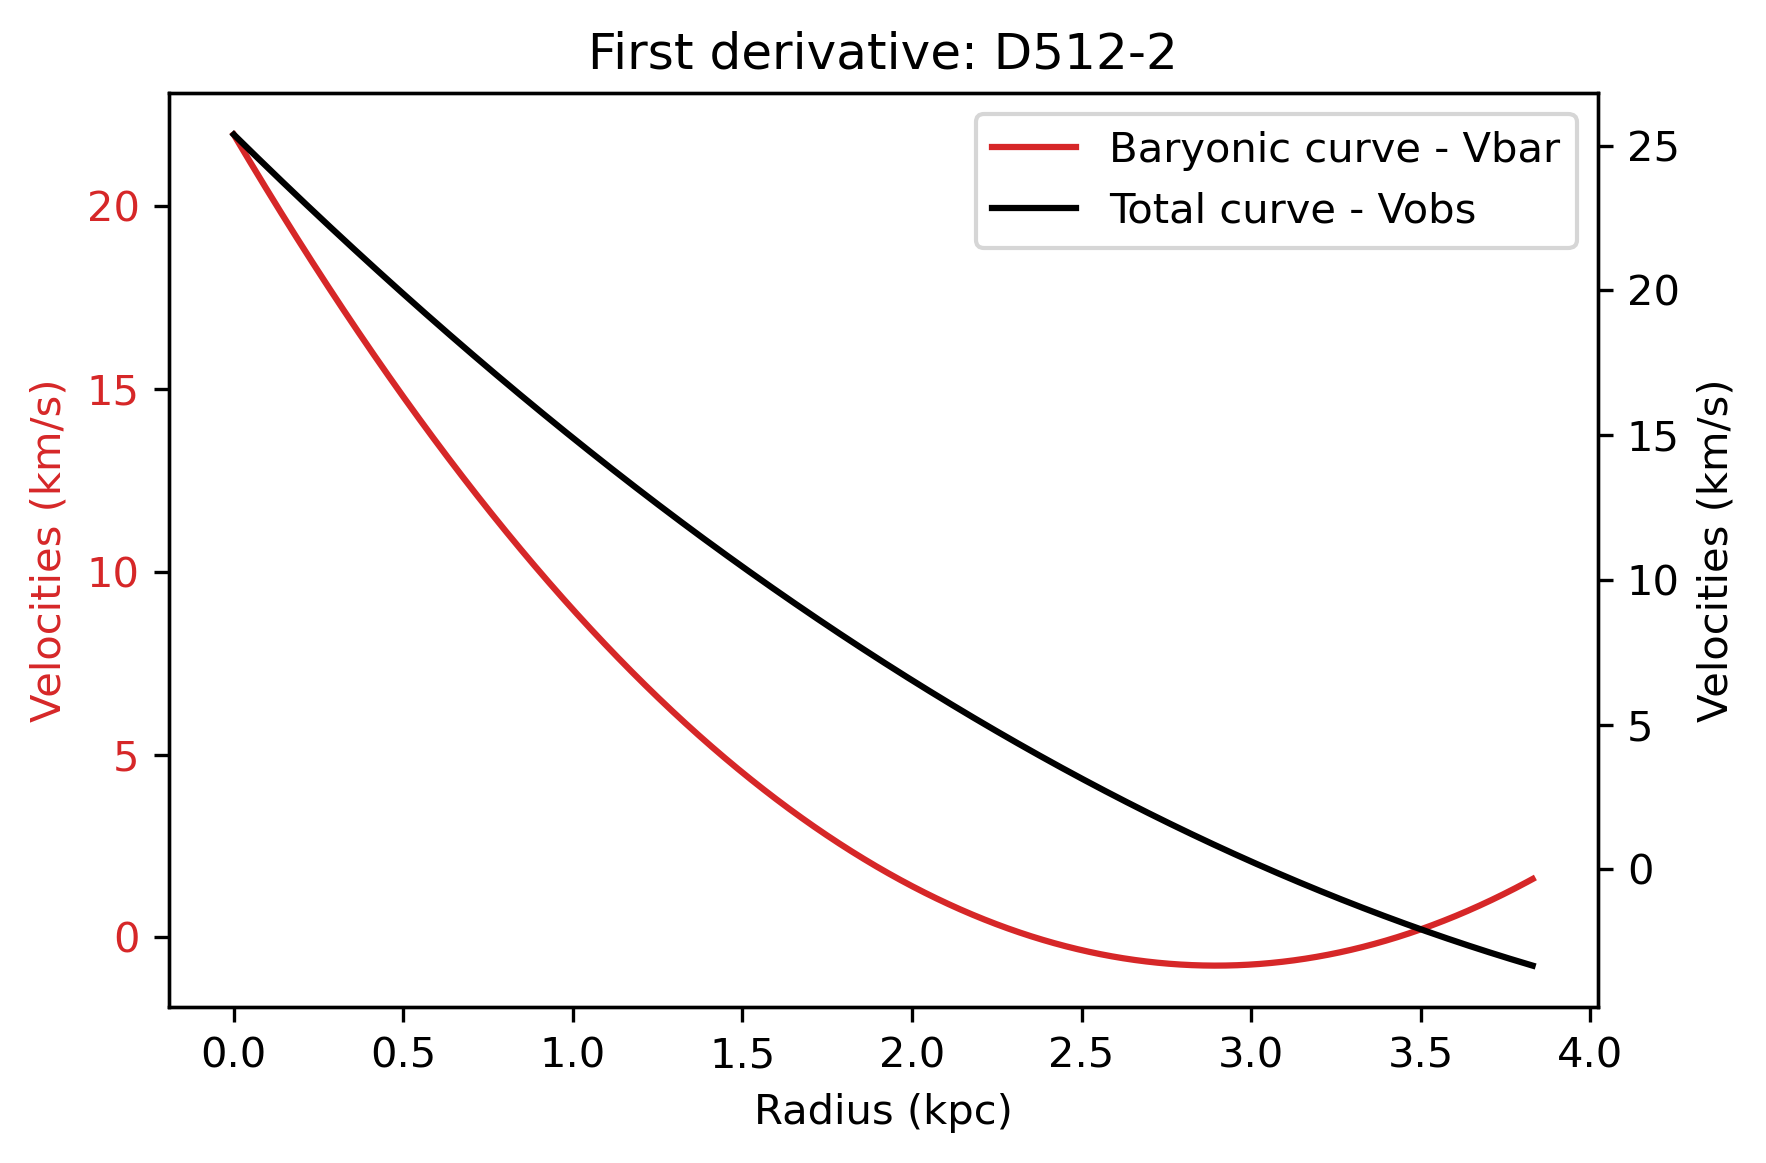 First derivative: D512-2
Baryonic curve - Vbar
Total curve - Vobs
Velocities (km/s)
20
15
10
5
0
25
20
15
10
5
0
Velocities (km/s)
0.0 0.5 1.0 1.5 2.0 2.5 3.0 3.5 4.0
Radius (kpc)